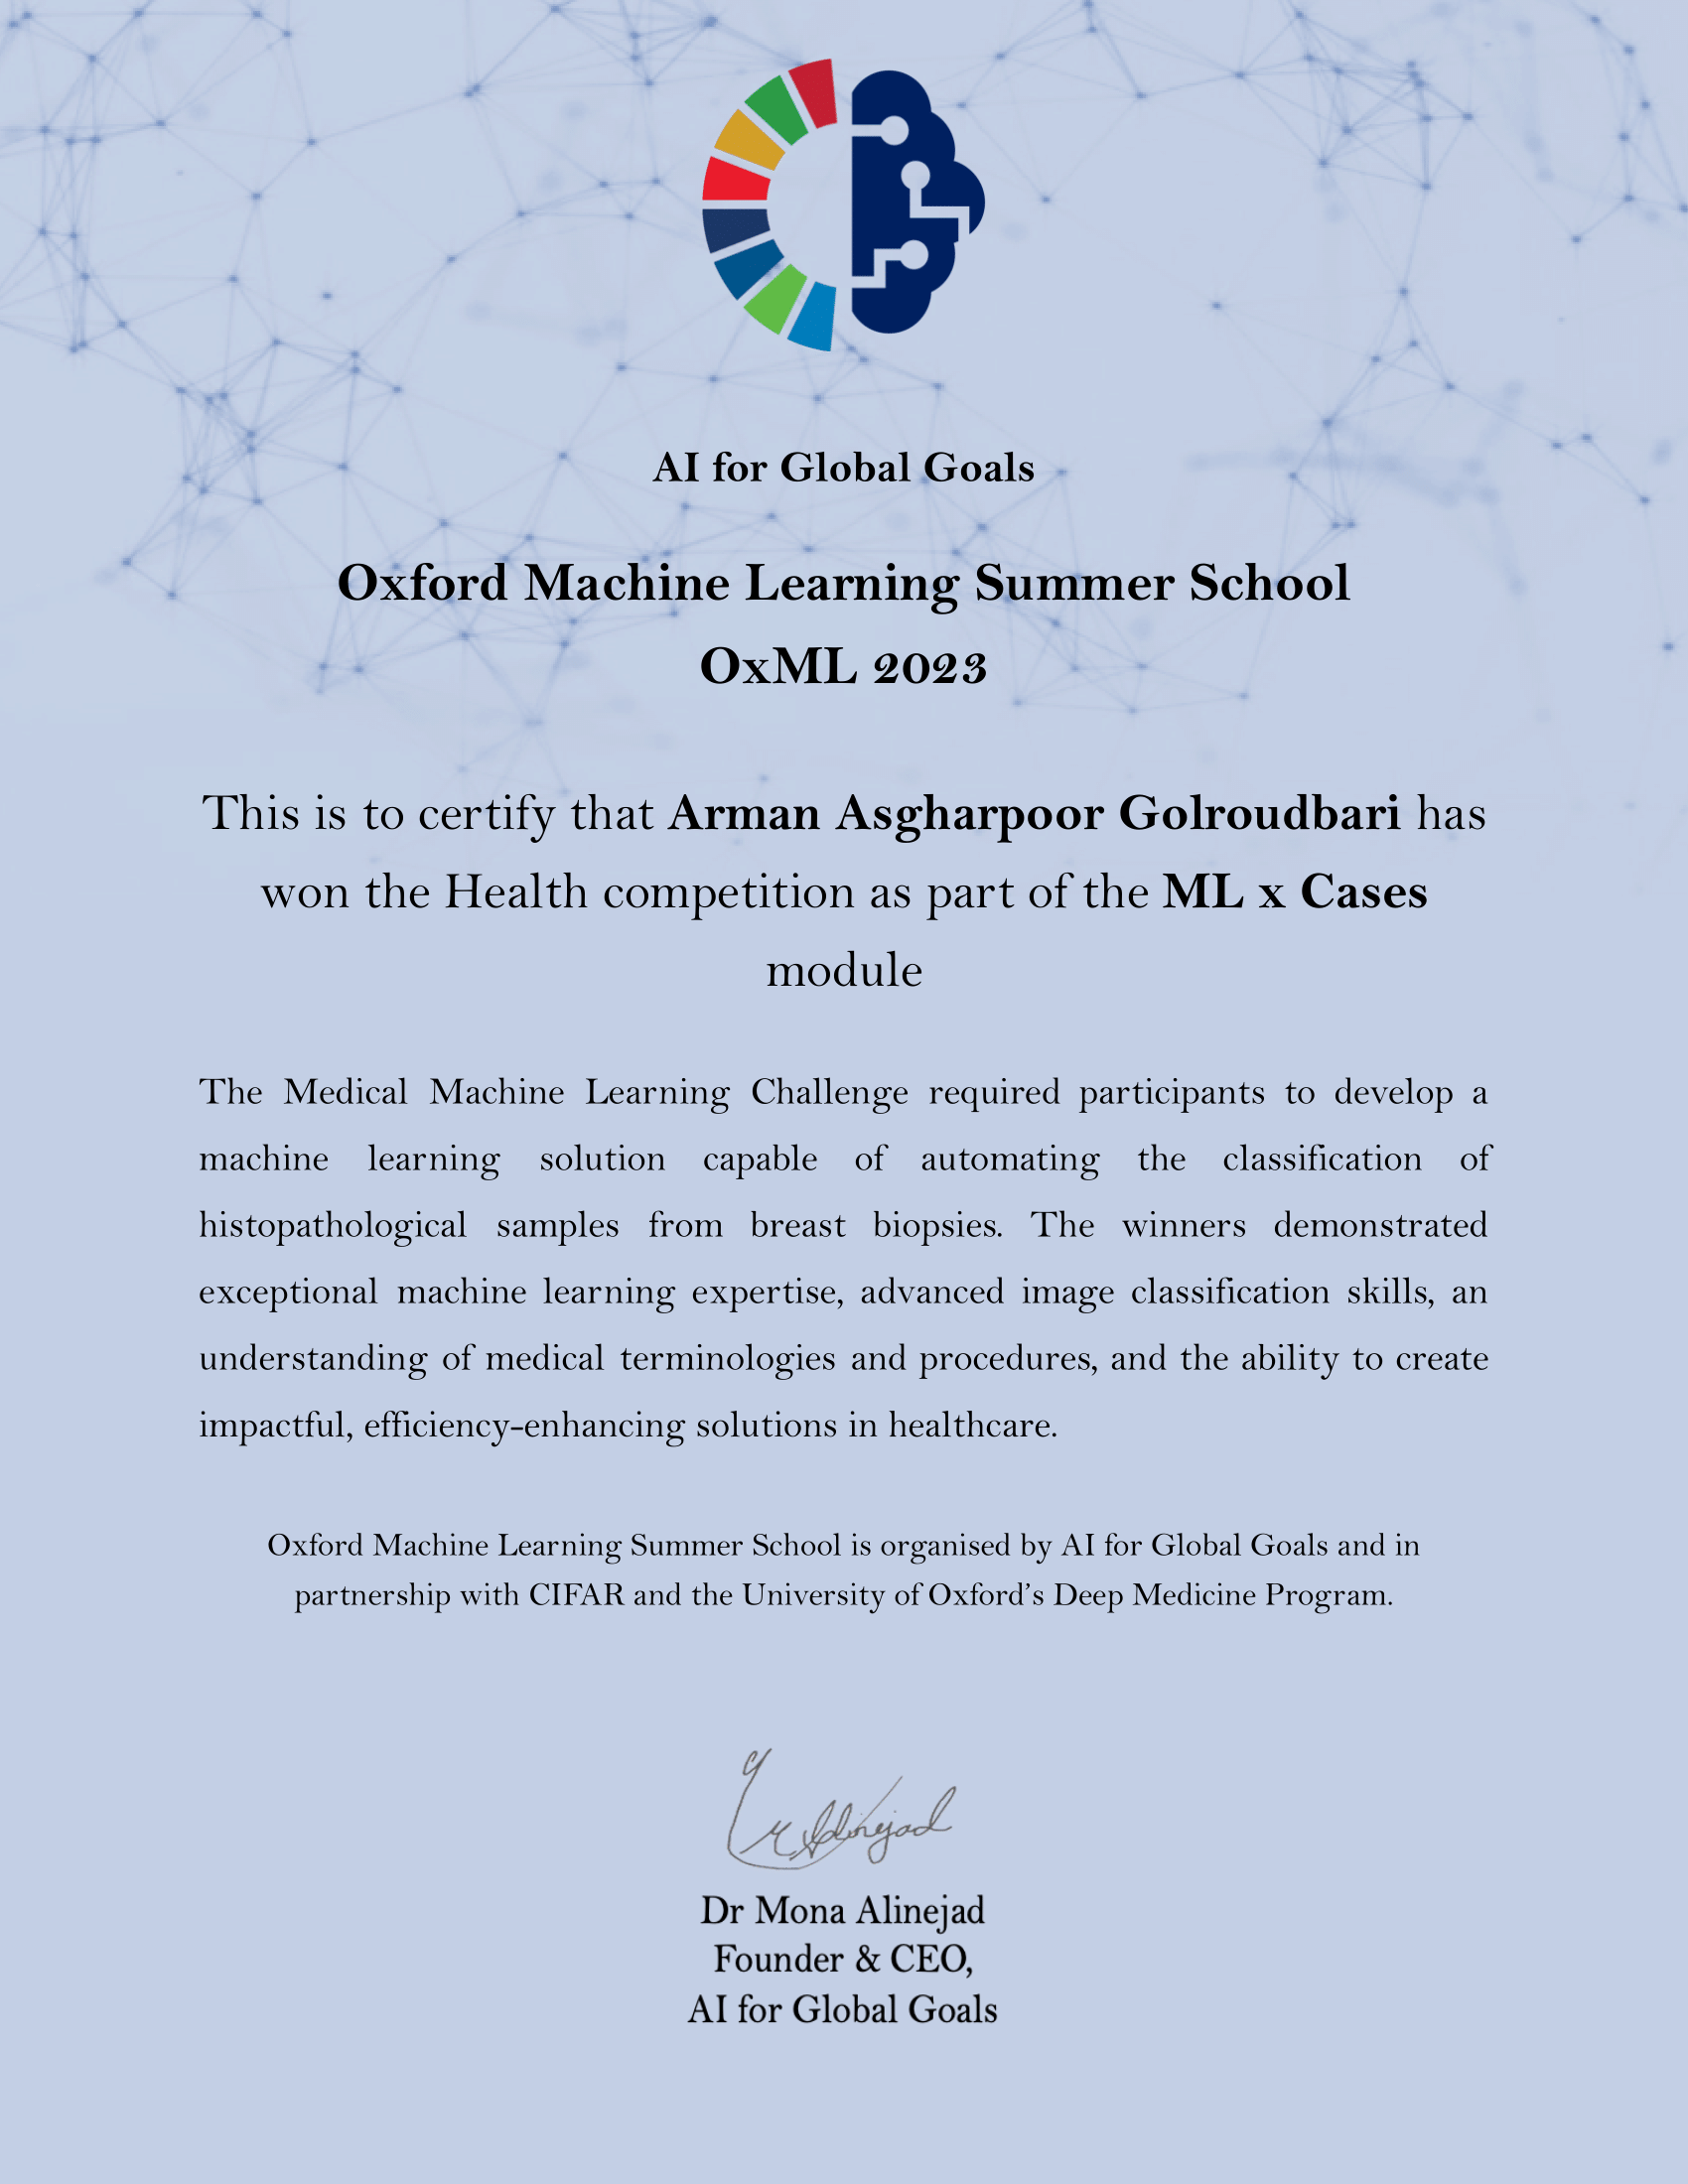 AI for Global Goals
Oxford Machine Learning Summer School
OxML 2023
This is to certify that Arman Asgharpoor Golroudbari has
won the Health competition as part of the ML x Cases
module
The Medical Machine Learning Challenge required participants to develop a
machine learning solution capable of automating the classification of
histopathological samples from breast biopsies. The winners demonstrated
exceptional machine learning expertise, advanced image classification skills, an
understanding of medical terminologies and procedures, and the ability to create
impactful, efficiency-enhancing solutions in healthcare.
Oxford Machine Learning Summer School is organised by AI for Global Goals and in
partnership with CIFAR and the University of Oxford’s Deep Medicine Program.
M Alinejad
Dr Mona Alinejad
Founder & CEO,
AI for Global Goals